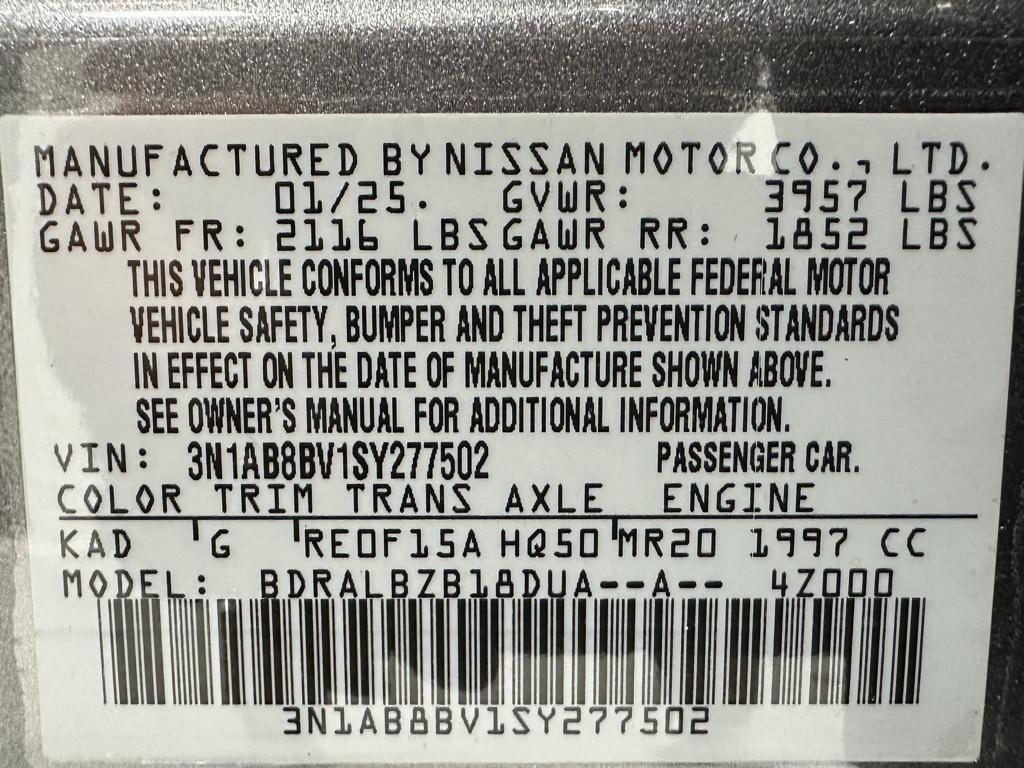 MANUFACTURED BY NISSAN MOTOR CO., LTD.
DATE: 01/25. GVWR: 3957 LBS
GAWR FR: 2116 LBS GAWR RR: 1852 LBS
THIS VEHICLE CONFORMS TO ALL APPLICABLE FEDERAL MOTOR
VEHICLE SAFETY, BUMPER AND THEFT PREVENTION STANDARDS
IN EFFECT ON THE DATE OF MANUFACTURE SHOWN ABOVE.
SEE OWNER'S MANUAL FOR ADDITIONAL INFORMATION.
VIN: 3N1AB8BV1SY277502 PASSENGER CAR.
COLOR TRIM TRANS AXLE ENGINE
KAD G RE0F15A HQ50 MR20 1997 CC
MODEL: BDRALBZB18DUA--A-- 4Z000
3N1AB8BV1SY277502